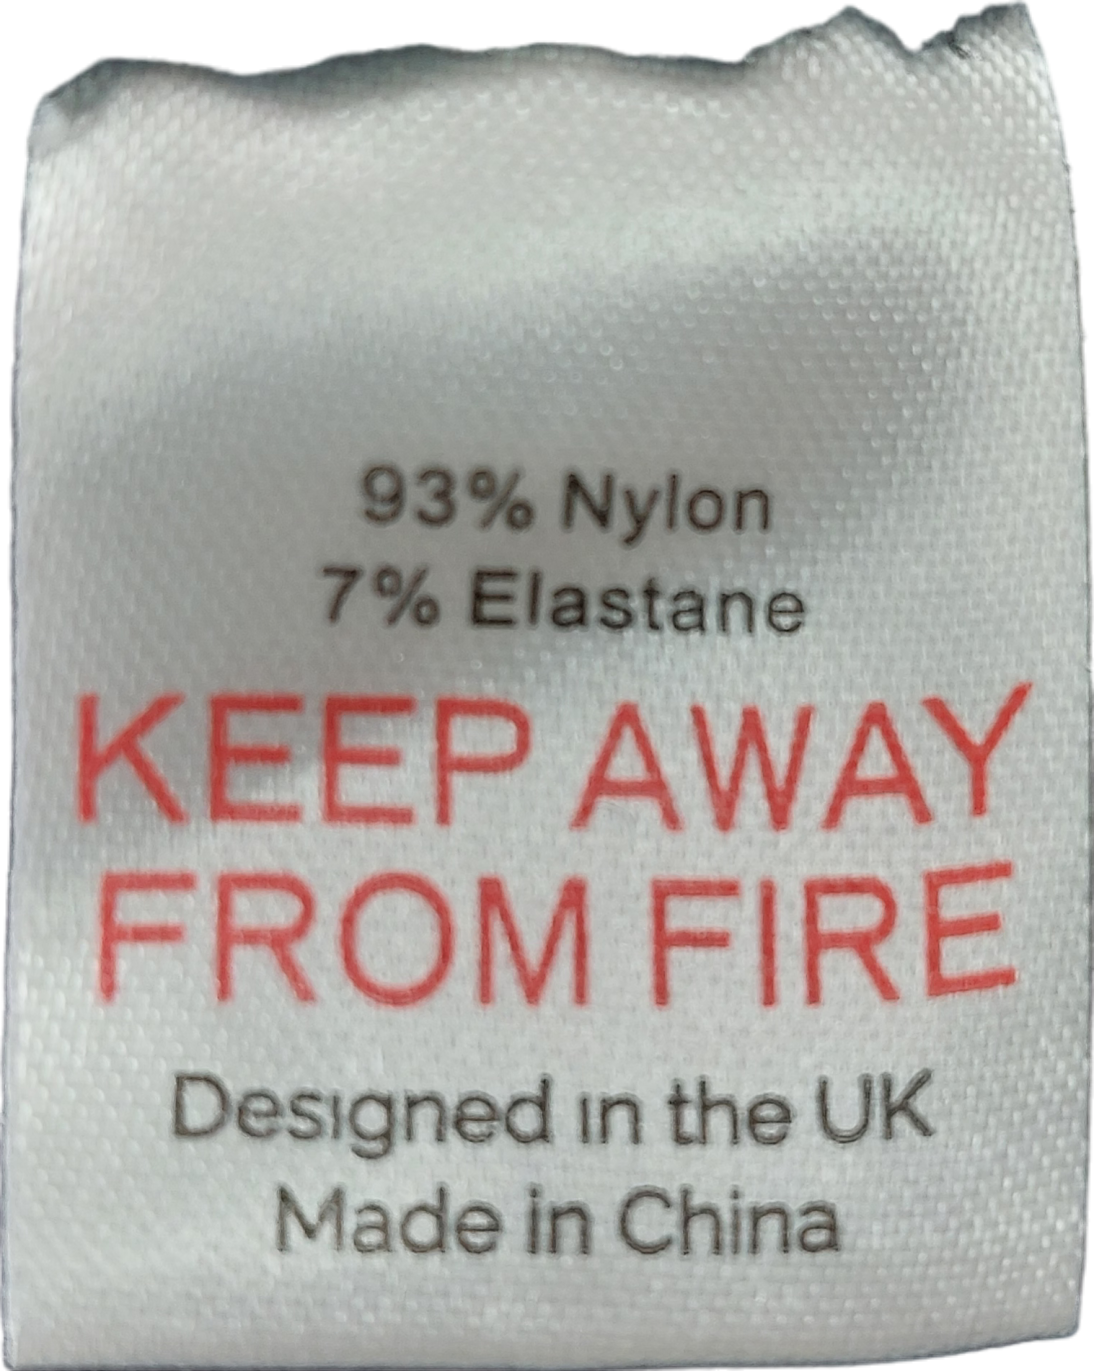 93% Nylon
7% Elastane
KEEP AWAY
FROM FIRE
Designed in the UK
Made in China